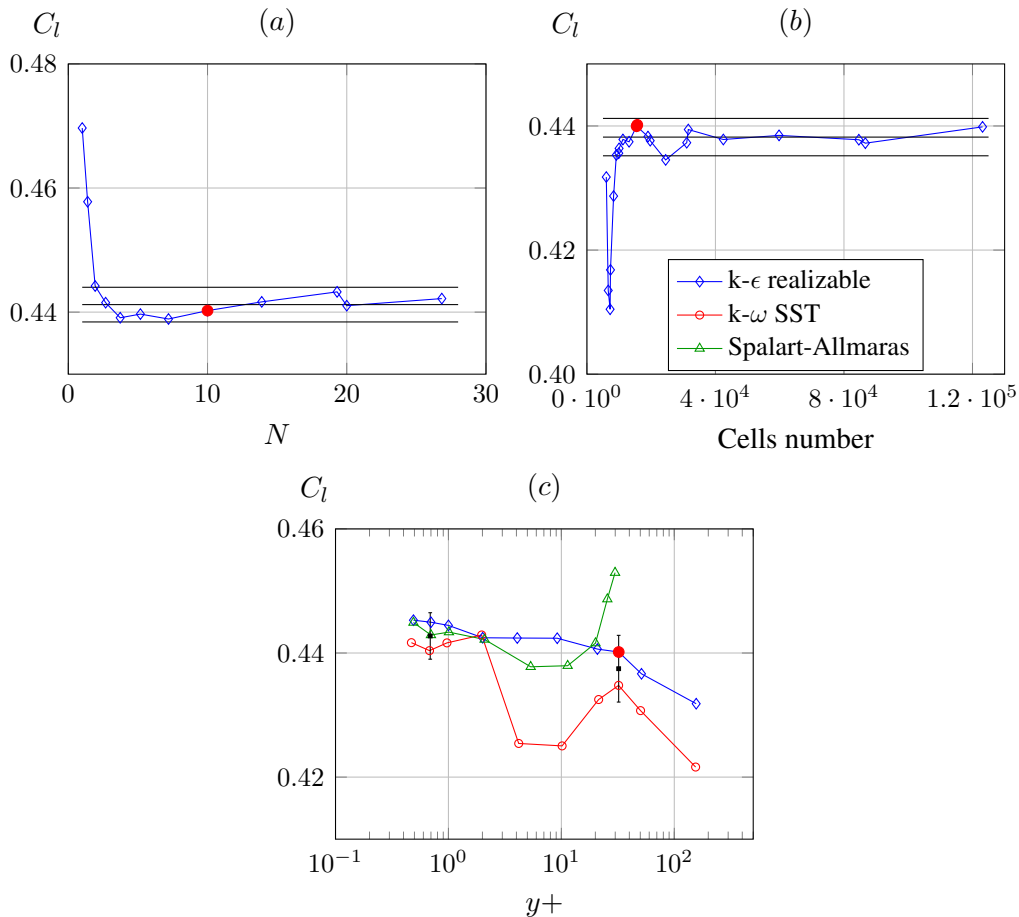 C_l
(a)
0.48
0.46
0.44
0
10
20
30
N
C_l
(b)
0.44
0.42
0.40
0 · 10^0
4 · 10^4
8 · 10^4
1.2 · 10^5
Cells number
k-ϵ realizable
k-ω SST
Spalart-Allmaras
C_l
(c)
0.46
0.44
0.42
10^−1
10^0
10^1
10^2
y+